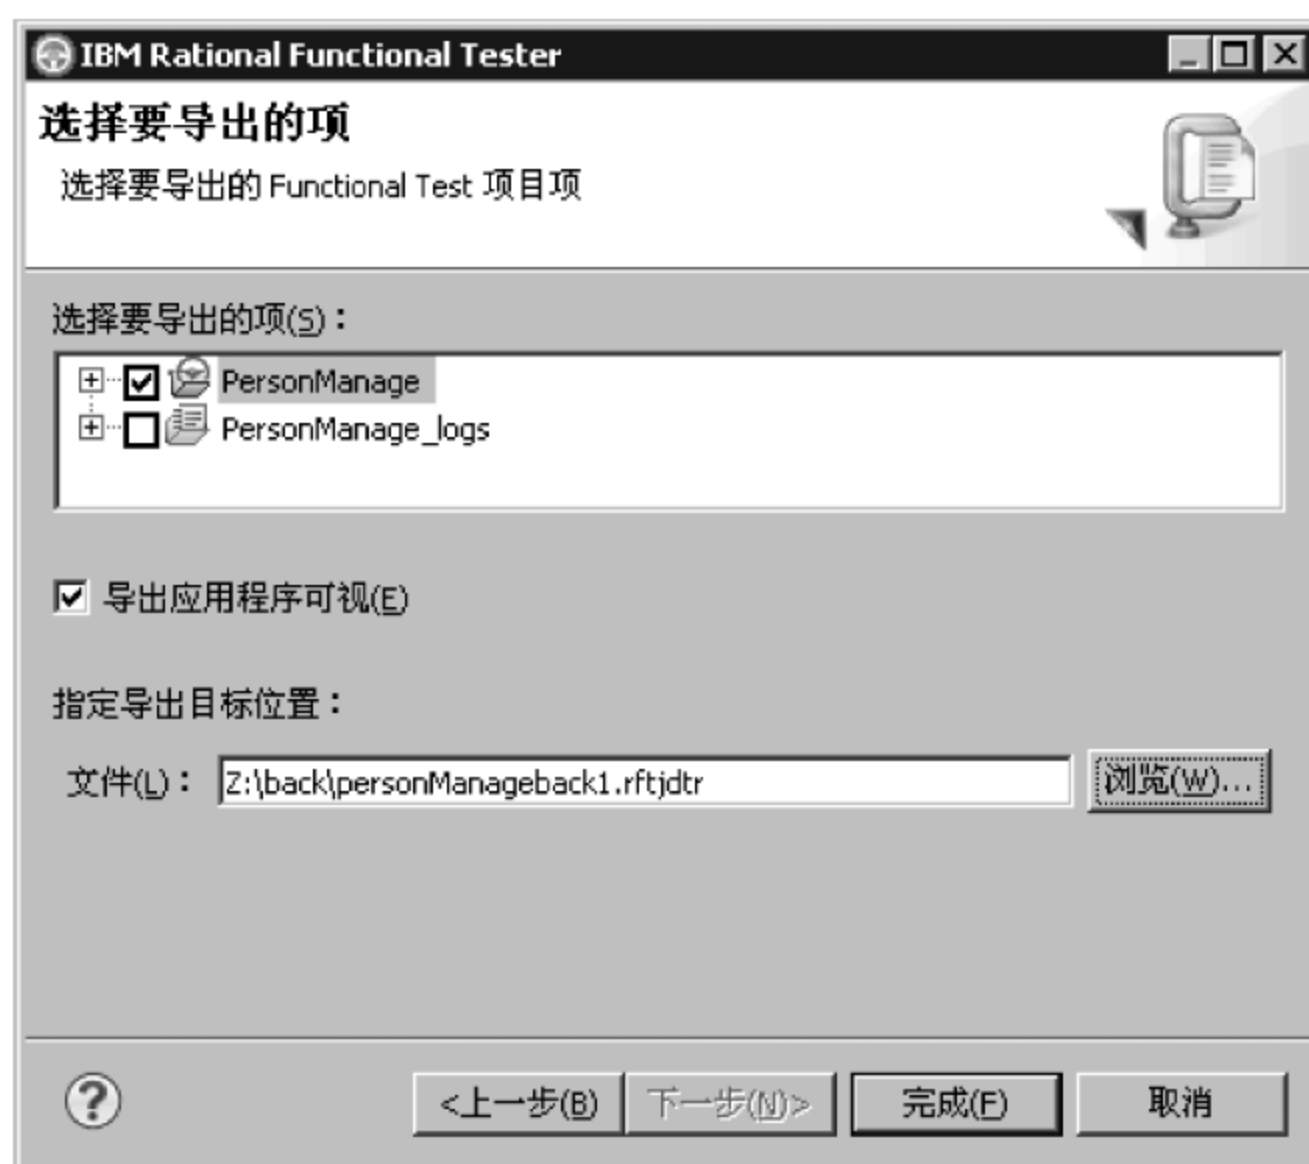 IBM Rational Functional Tester
选择要导出的项
选择要导出的 Functional Test 项目项
选择要导出的项(S)：
PersonManage
PersonManage_logs
导出应用程序可视(E)
指定导出目标位置：
文件(L)： Z:\back\personManageback1.rftjdtr 浏览(W)...
<上一步(B) 下一步(N)> 完成(F) 取消